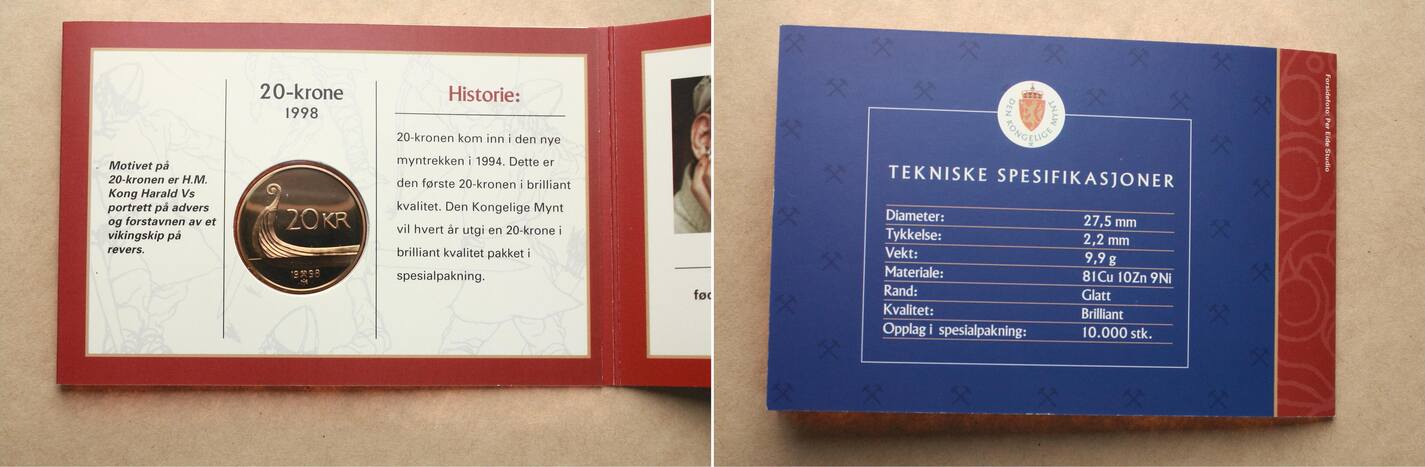 20-krone
1998
Motivet på
20-kronen er H.M.
Kong Harald Vs
portrett på advers
og forstavnen av et
vikingskip på
revers.
20 KR
19 98
Historie:
20-kronen kom inn i den nye
myntrekken i 1994. Dette er
den første 20-kronen i brilliant
kvalitet. Den Kongelige Mynt
vil hvert år utgi en 20-krone i
brilliant kvalitet pakket i
spesialpakning.
fød
DEN KONGELIGE MYNT
TEKNISKE SPESIFIKASJONER
Diameter: 27,5 mm
Tykkelse: 2,2 mm
Vekt: 9,9 g
Materiale: 81Cu 10Zn 9Ni
Rand: Glatt
Kvalitet: Brilliant
Opplag i spesialpakning: 10.000 stk.
Forsidefoto: Per Eide Studio